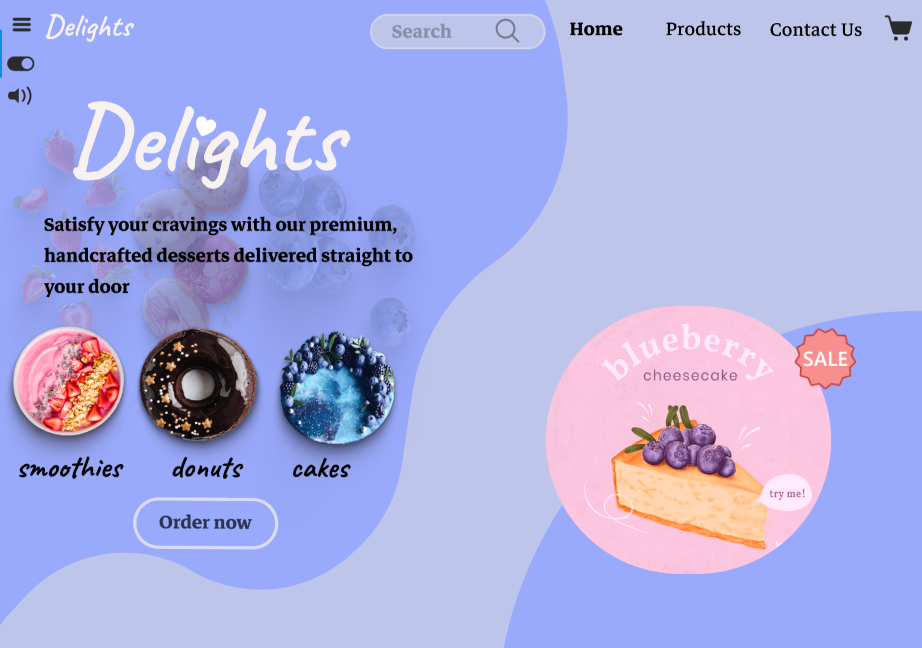 Delights
Search
Home
Products
Contact Us
Delights
Satisfy your cravings with our premium,
handcrafted desserts delivered straight to
your door
smoothies
donuts
cakes
Order now
blueberry
cheesecake
SALE
try me!